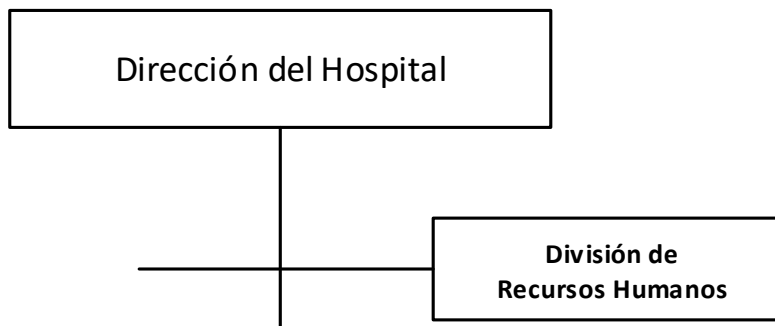 Dirección del Hospital
División de
Recursos Humanos